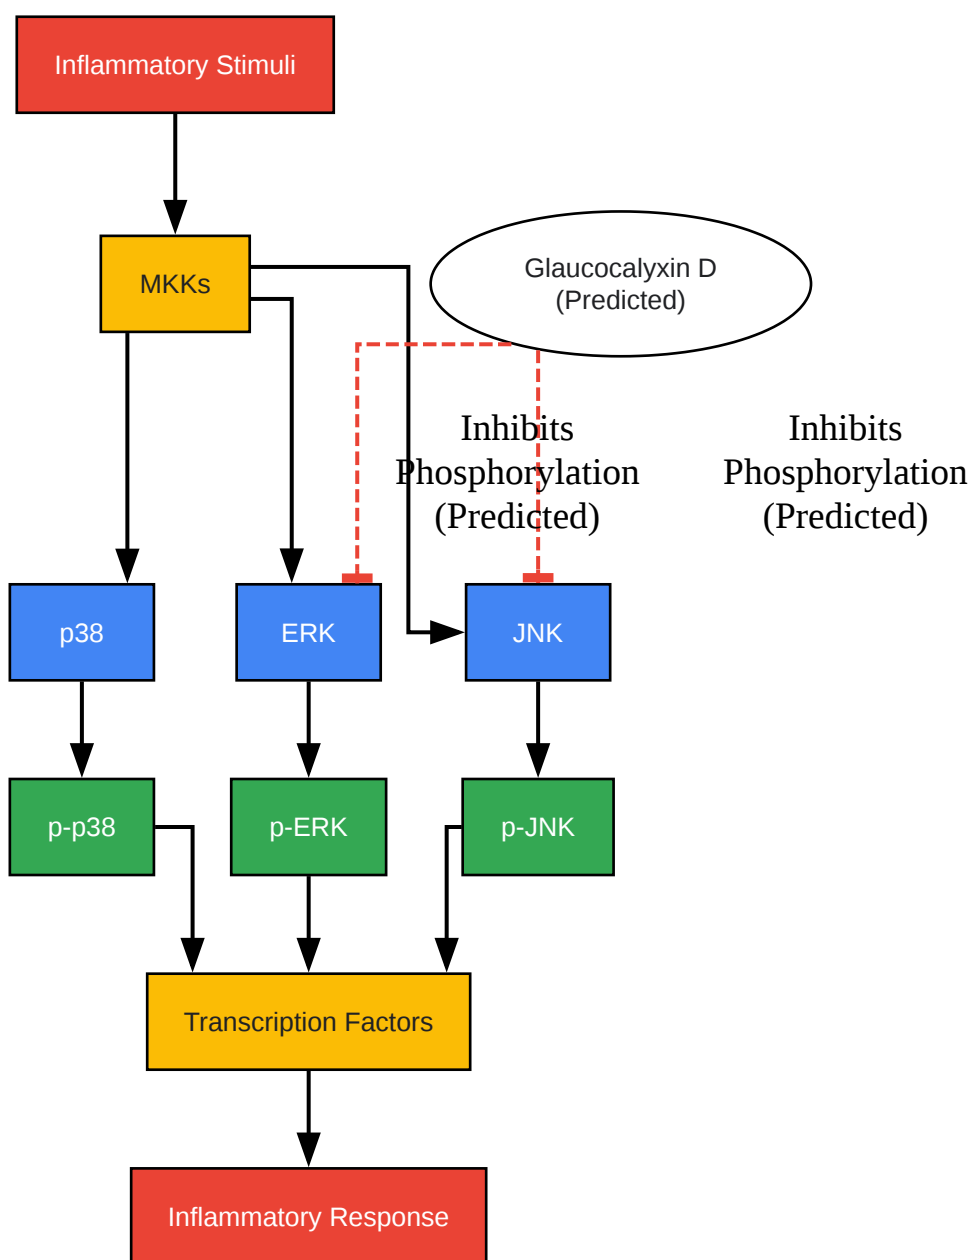 Inflammatory Stimuli
MKKs
Glaucocalyxin D
(Predicted)
Inhibits
Phosphorylation
(Predicted)
Inhibits
Phosphorylation
(Predicted)
p38
ERK
JNK
p-p38
p-ERK
p-JNK
Transcription Factors
Inflammatory Response